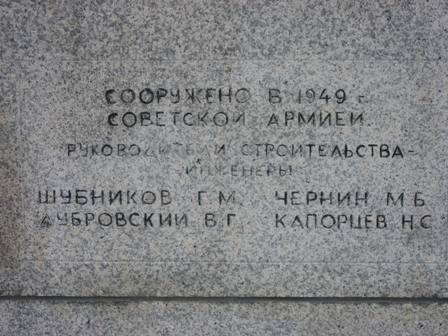 СООРУЖЕНО В 1949 г.
СОВЕТСКОЙ АРМИЕЙ.
РУКОВОДИТЕЛИ СТРОИТЕЛЬСТВА-
ИНЖЕНЕРЫ
ШУБНИКОВ Г.М. ЧЕРНИН М.Б
ДУБРОВСКИЙ В.Г. КАПОРЦЕВ Н.С